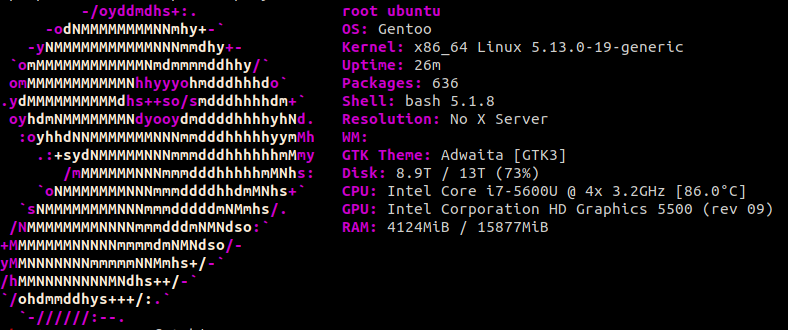 -/oyddmdhs+:. root ubuntu
-odNMMMMMMMMNNmhy+-` OS: Gentoo
-yNMMMMMMMMMMMNNNmmdhy+- Kernel: x86_64 Linux 5.13.0-19-generic
`omMMMMMMMMMMMMNmdmmmmddhhy/` Uptime: 26m
omMMMMMMMMMMMNhhyyyohmdddhhhdo` Packages: 636
.ydMMMMMMMMMMdhs++so/smdddhhhhdm+` Shell: bash 5.1.8
oyhdmNMMMMMMMNdyooydmddddhhhhyhNd. Resolution: No X Server
:oyhhdNNMMMMMMMNNNmmdddhhhhhyymMh WM:
.:+sydNMMMMMNNNmmmdddhhhhhhmMmy GTK Theme: Adwaita [GTK3]
/mMMMMMMNNNmmmdddhhhhhmMNhs: Disk: 8.9T / 13T (73%)
`oNMMMMMMMNNNmmmddddhhdmMNhs+` CPU: Intel Core i7-5600U @ 4x 3.2GHz [86.0°C]
`sNMMMMMMMMNNNmmmdddddmNMmhs/. GPU: Intel Corporation HD Graphics 5500 (rev 09)
/NMMMMMMMMNNNNmmmdddmNMNdso:` RAM: 4124MiB / 15877MiB
+MMMMMMMNNNNNmmmmdmNMNdso/-
yMMNNNNNNNmmmmmNNMmhs+/-`
/hMMNNNNNNNNMNdhs++/-`
`/ohdmmddhys+++/:.`
`-//////:--.